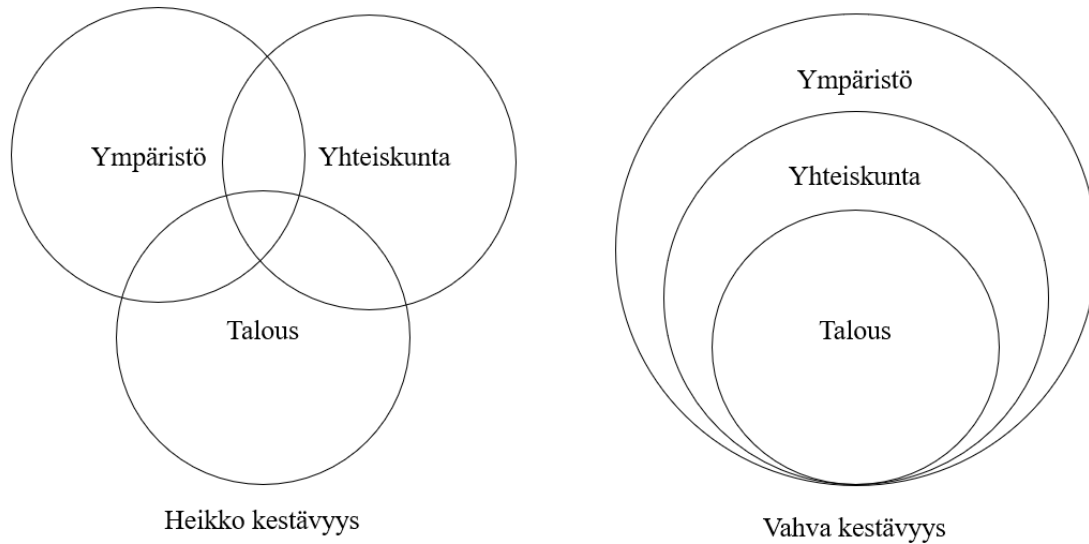 Ympäristö
Yhteiskunta
Talous
Heikko kestävyys
Ympäristö
Yhteiskunta
Talous
Vahva kestävyys